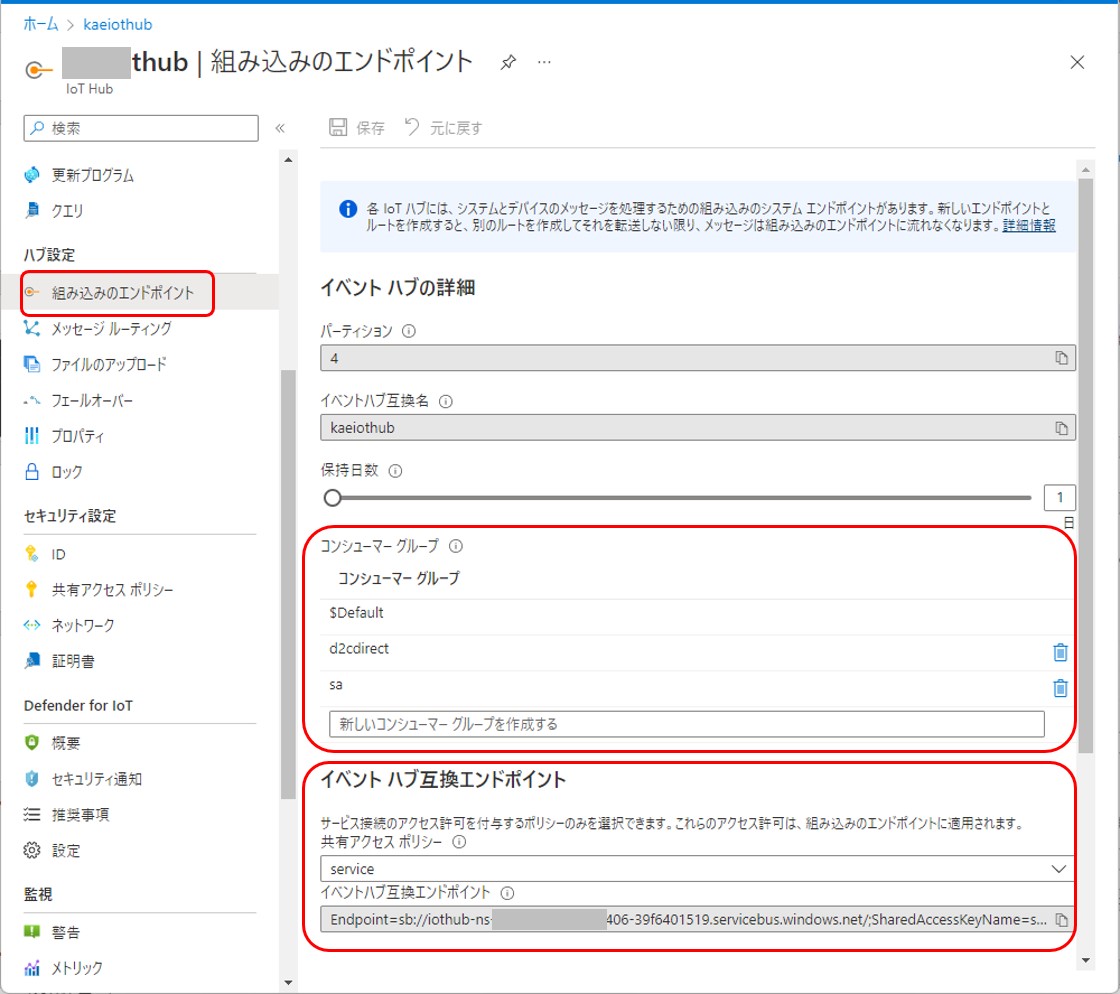 ホーム > kaeiothub
thub | 組み込みのエンドポイント
IoT Hub
検索
保存 元に戻す
更新プログラム
クエリ
ハブ設定
組み込みのエンドポイント
メッセージ ルーティング
ファイルのアップロード
フェールオーバー
プロパティ
ロック
セキュリティ設定
ID
共有アクセス ポリシー
ネットワーク
証明書
Defender for IoT
概要
セキュリティ通知
推奨事項
設定
監視
警告
メトリック
各 IoT ハブには、システムとデバイスのメッセージを処理するための組み込みのシステム エンドポイントがあります。新しいエンドポイントと
ルートを作成すると、別のルートを作成してそれを転送しない限り、メッセージは組み込みのエンドポイントに流れなくなります。詳細情報
イベント ハブの詳細
パーティション
4
イベントハブ互換名
kaeiothub
保持日数
1
日
コンシューマー グループ
コンシューマー グループ
$Default
d2cdirect
sa
新しいコンシューマー グループを作成する
イベント ハブ互換エンドポイント
サービス接続のアクセス許可を付与するポリシーのみを選択できます。これらのアクセス許可は、組み込みのエンドポイントに適用されます。
共有アクセス ポリシー
service
イベントハブ互換エンドポイント
Endpoint=sb://iothub-ns- 406-39f6401519.servicebus.windows.net/;SharedAccessKeyName=s...